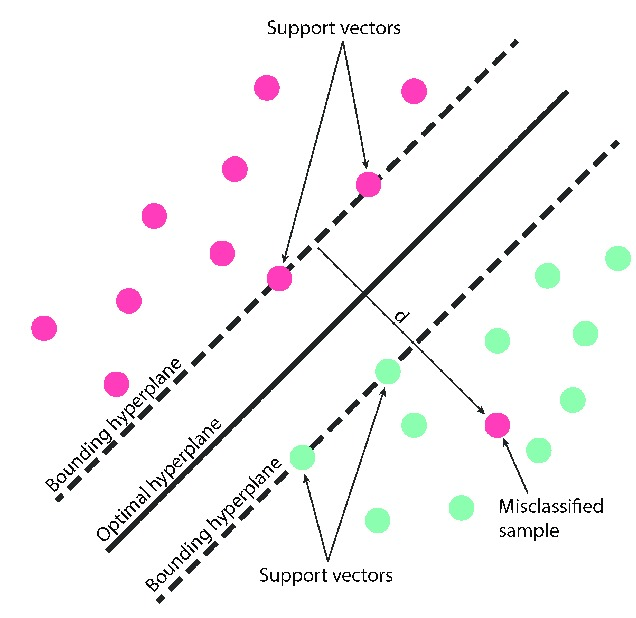 Support vectors
Bounding hyperplane
Optimal hyperplane
Bounding hyperplane
d
Misclassified
sample
Support vectors